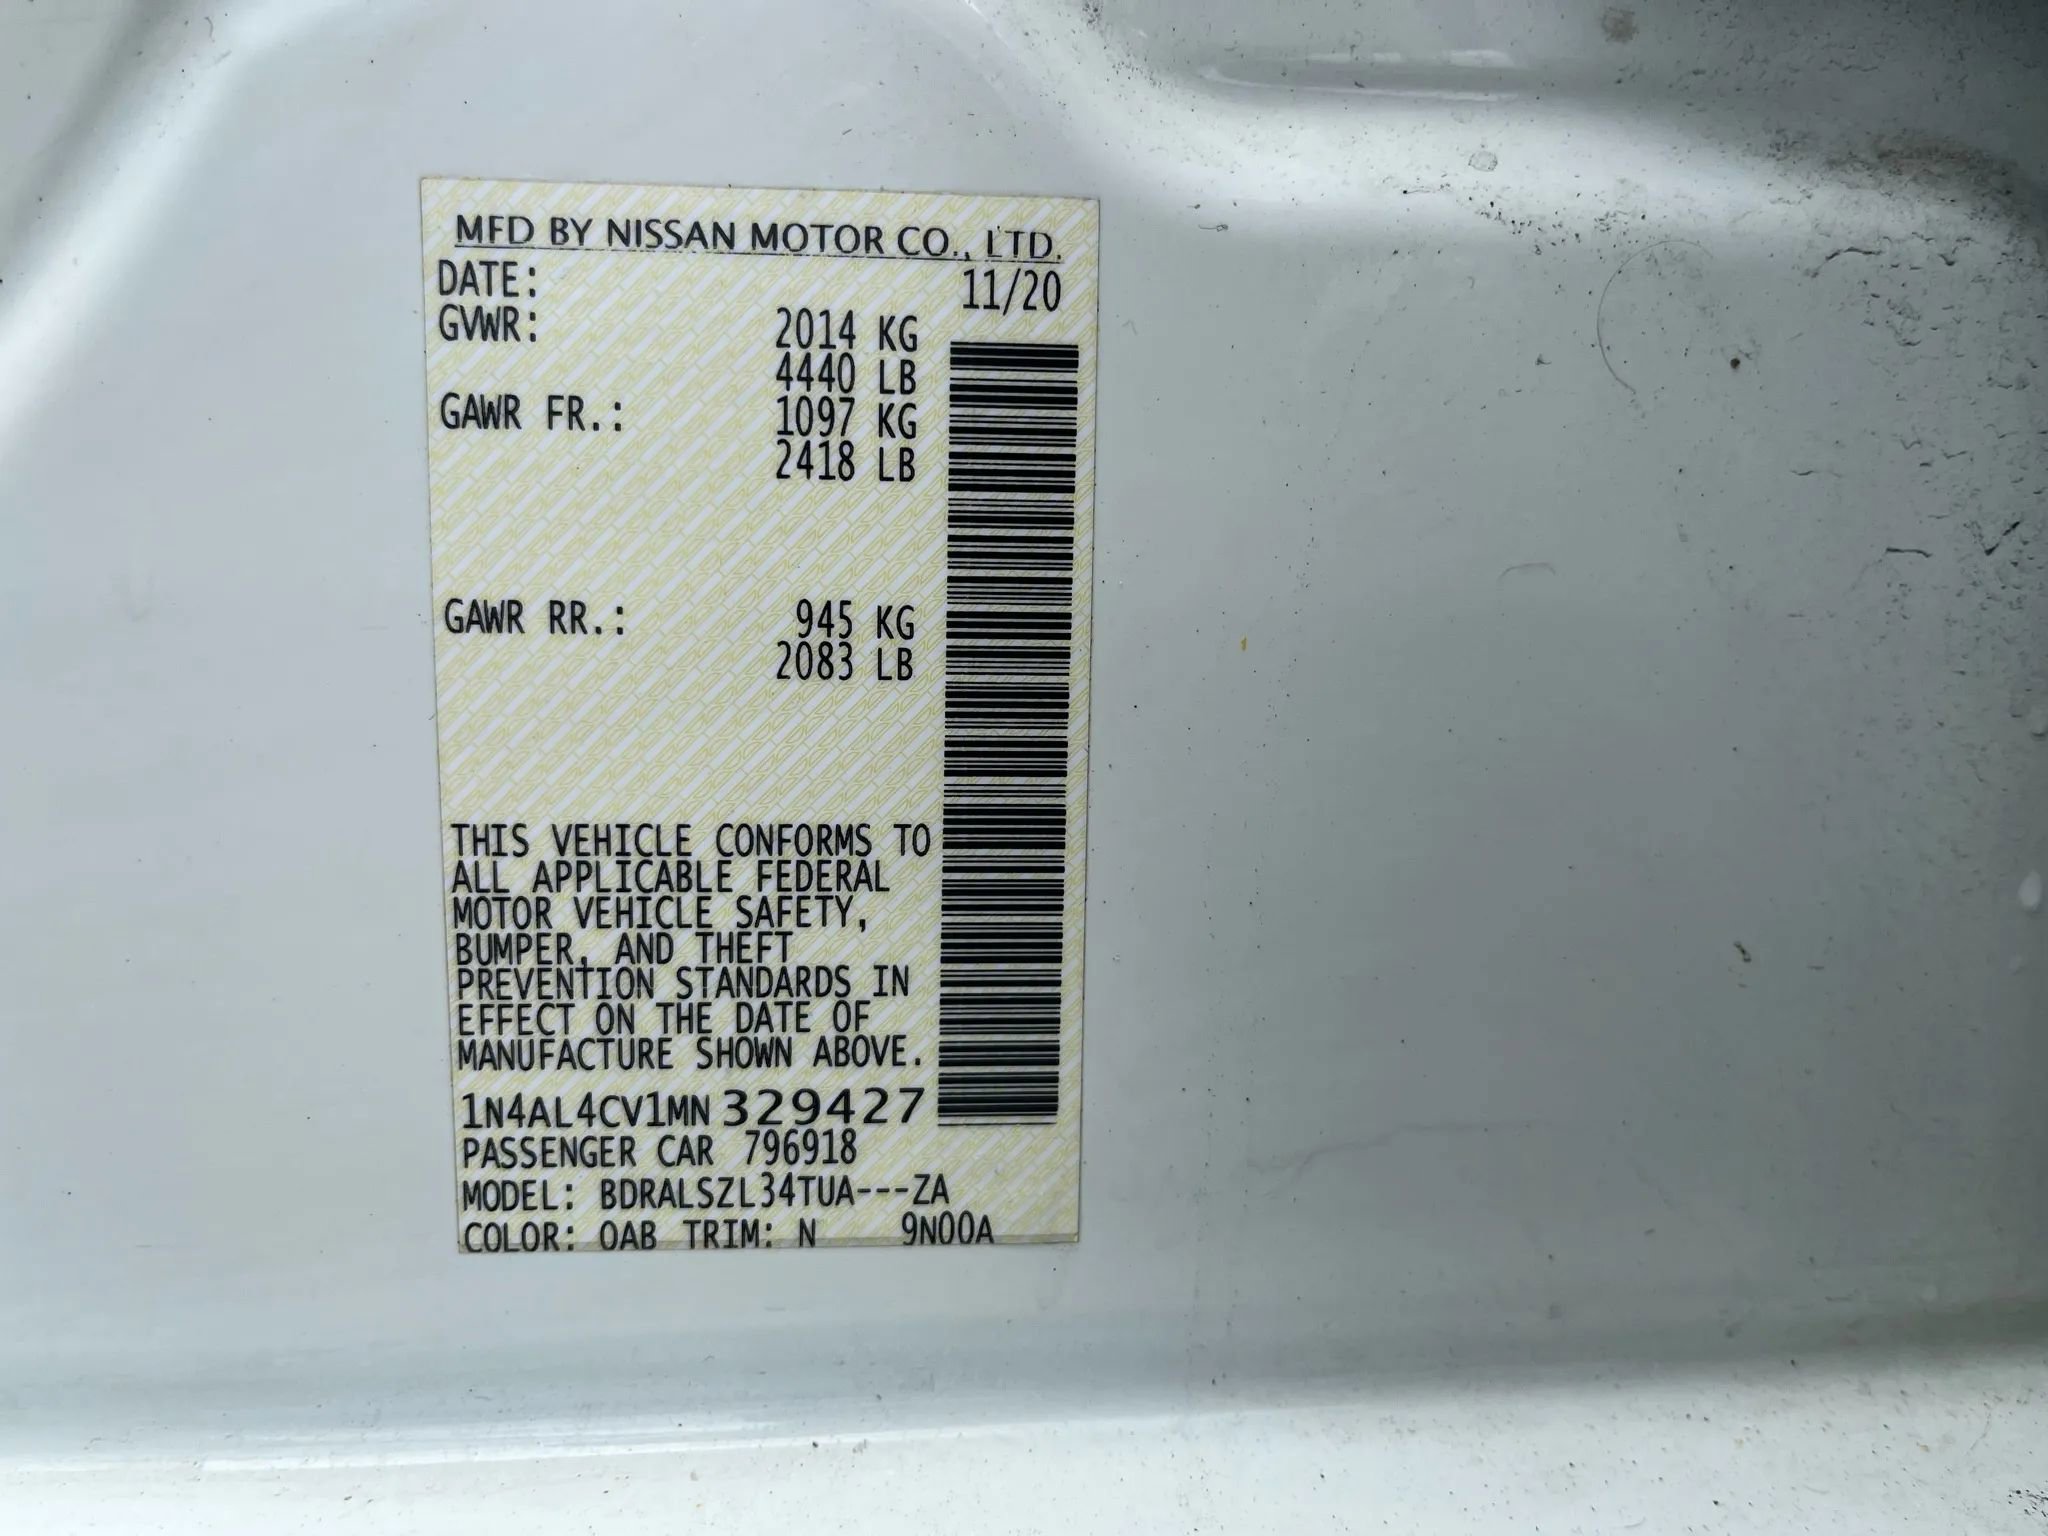 MFD BY NISSAN MOTOR CO., LTD.
DATE: 11/20
GVWR: 2014 KG
4440 LB
GAWR FR.: 1097 KG
2418 LB
GAWR RR.: 945 KG
2083 LB
THIS VEHICLE CONFORMS TO
ALL APPLICABLE FEDERAL
MOTOR VEHICLE SAFETY,
BUMPER, AND THEFT
PREVENTION STANDARDS IN
EFFECT ON THE DATE OF
MANUFACTURE SHOWN ABOVE.
1N4AL4CV1MN329427
PASSENGER CAR 796918
MODEL: BDRALSZL34TUA---ZA
COLOR: QAB TRIM: N 9N00A